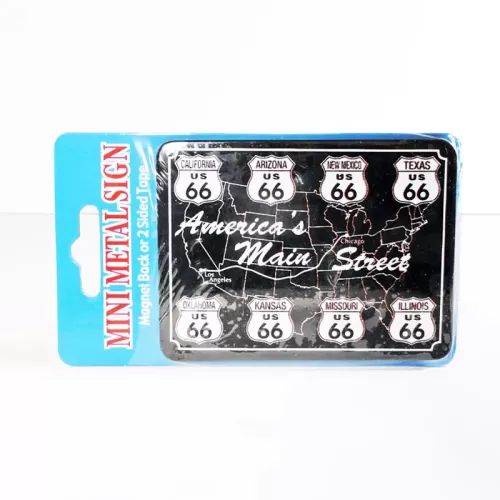 MINI METAL SIGN
Magnet Back or 2 Sided Tape
CALIFORNIA
US
66
ARIZONA
US
66
NEW MEXICO
US
66
TEXAS
US
66
America's
Main Street
Chicago
Los
Angeles
OKLAHOMA
US
66
KANSAS
US
66
MISSOURI
US
66
ILLINOIS
US
66